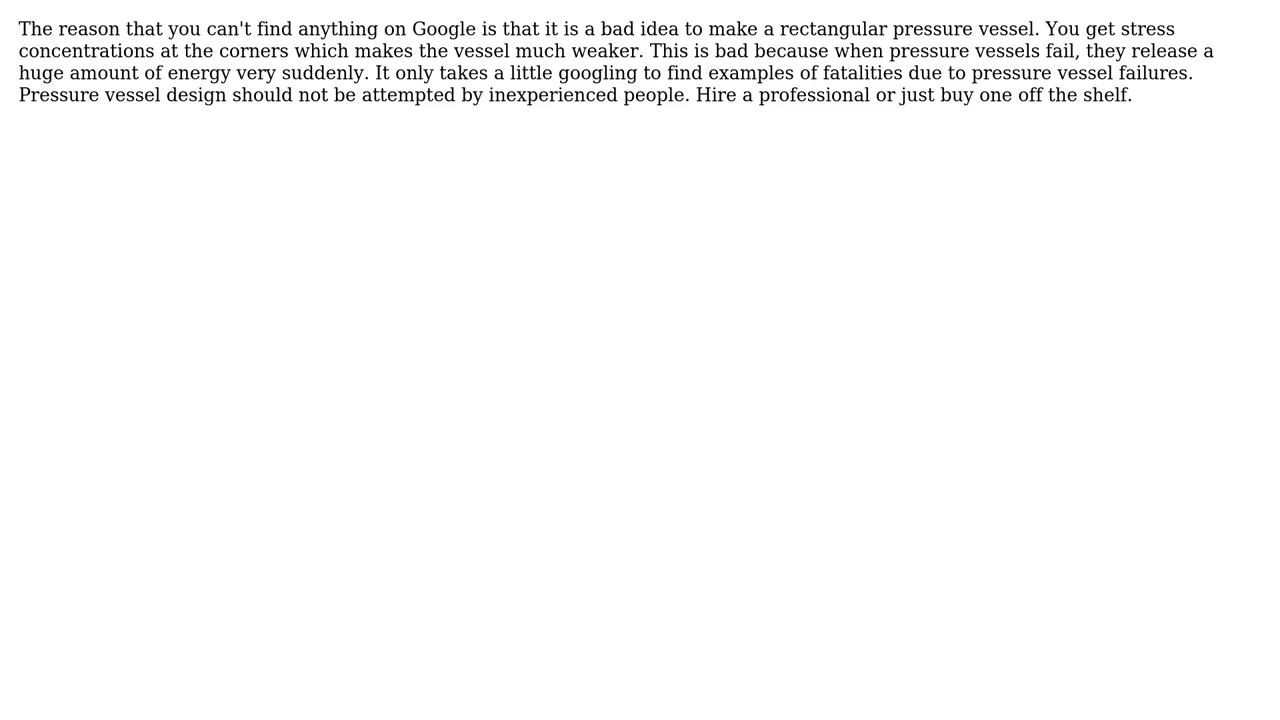 The reason that you can't find anything on Google is that it is a bad idea to make a rectangular pressure vessel. You get stress
concentrations at the corners which makes the vessel much weaker. This is bad because when pressure vessels fail, they release a
huge amount of energy very suddenly. It only takes a little googling to find examples of fatalities due to pressure vessel failures.
Pressure vessel design should not be attempted by inexperienced people. Hire a professional or just buy one off the shelf.